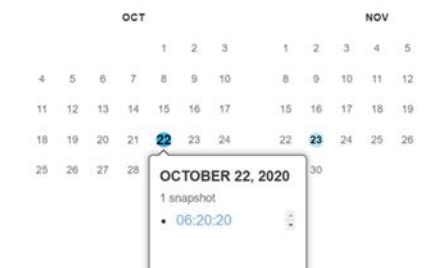 OCT NOV
1 2 3 1 2 3 4 5
4 5 6 7 8 9 10 8 9 10 11 12
11 12 13 14 15 16 17 15 16 17 18 19
18 19 20 21 22 23 24 22 23 24 25 26
25 26 27 28 30
OCTOBER 22, 2020
1 snapshot
• 06:20:20